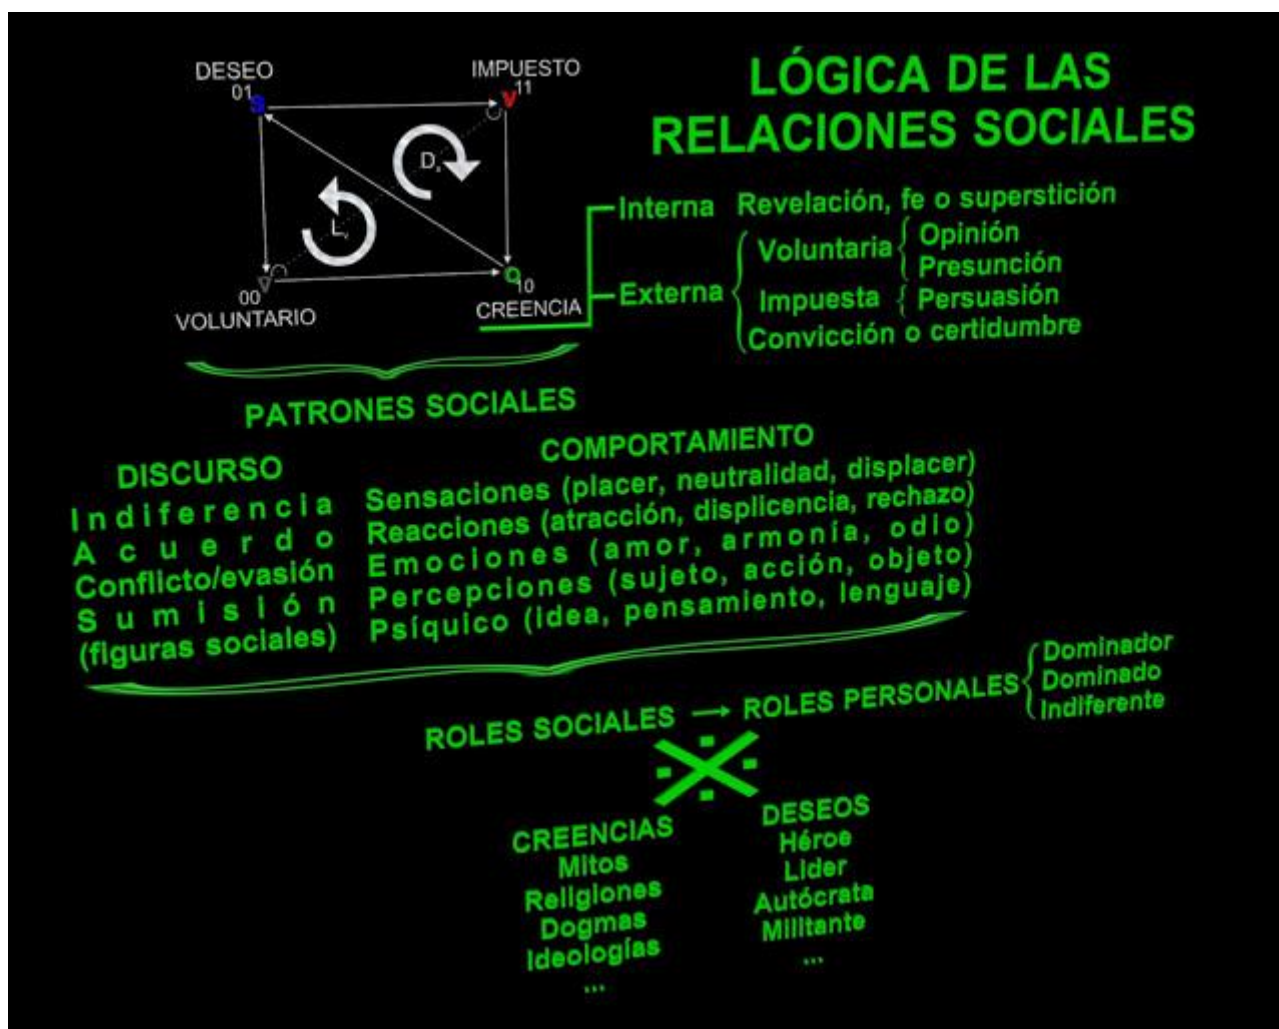 LÓGICA DE LAS
RELACIONES SOCIALES
DESEO
01
S
IMPUESTO
11
V
D,
L,
00
V
VOLUNTARIO
10
CREENCIA
Interna Revelación, fe o superstición
Externa
Voluntaria
Opinión
Presunción
Impuesta
Persuasión
Convicción o certidumbre
PATRONES SOCIALES
DISCURSO
Indiferencia
Acuerdo
Conflicto/evasión
Sumisión
(figuras sociales)
COMPORTAMIENTO
Sensaciones (placer, neutralidad, displacer)
Reacciones (atracción, displicencia, rechazo)
Emociones (amor, armonía, odio)
Percepciones (sujeto, acción, objeto)
Psíquico (idea, pensamiento, lenguaje)
ROLES SOCIALES → ROLES PERSONALES
Dominador
Dominado
Indiferente
CREENCIAS
Mitos
Religiones
Dogmas
Ideologías
...
DESEOS
Héroe
Lider
Autócrata
Militante
...